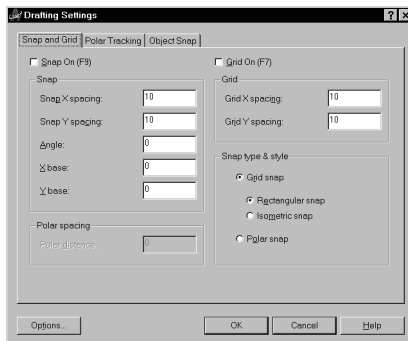 Drafting Settings
Snap and Grid Polar Tracking Object Snap
Snap On (F9)
Grid On (F7)
Snap
Snap X spacing: 10
Snap Y spacing: 10
Angle: 0
X base: 0
Y base: 0
Grid
Grid X spacing: 10
Grid Y spacing: 10
Snap type & style
Grid snap
Rectangular snap
Isometric snap
Polar snap
Polar spacing
Polar distance: 0
Options... OK Cancel Help